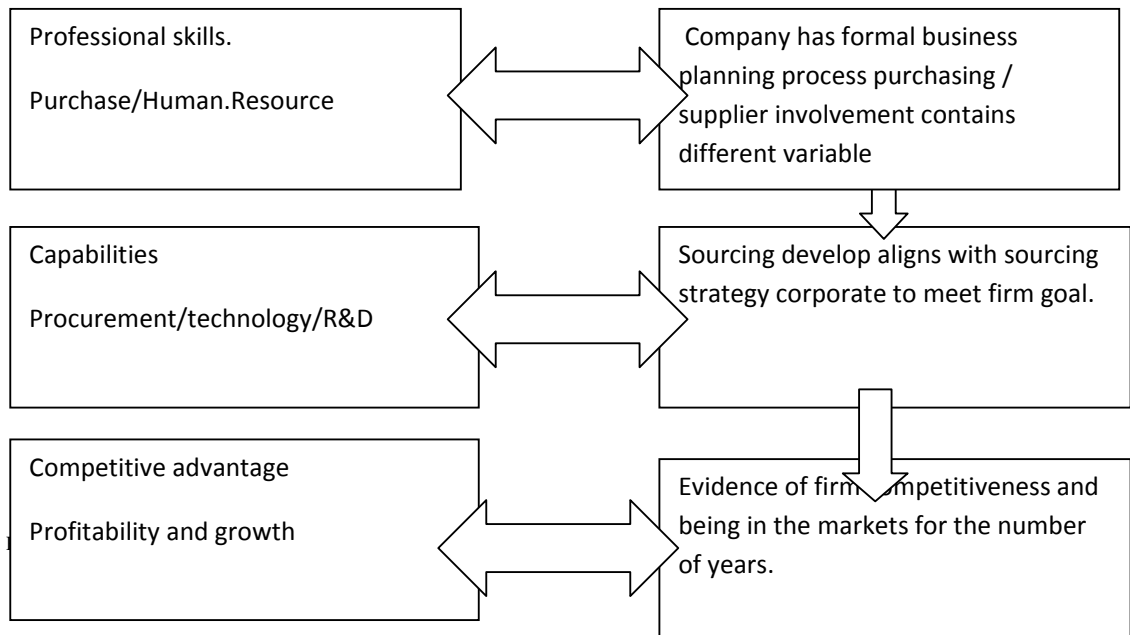 Professional skills.
Purchase/Human.Resource
Company has formal business
planning process purchasing /
supplier involvement contains
different variable
Capabilities
Procurement/technology/R&D
Sourcing develop aligns with sourcing
strategy corporate to meet firm goal.
Competitive advantage
Profitability and growth
Evidence of firm competitiveness and
being in the markets for the number
of years.